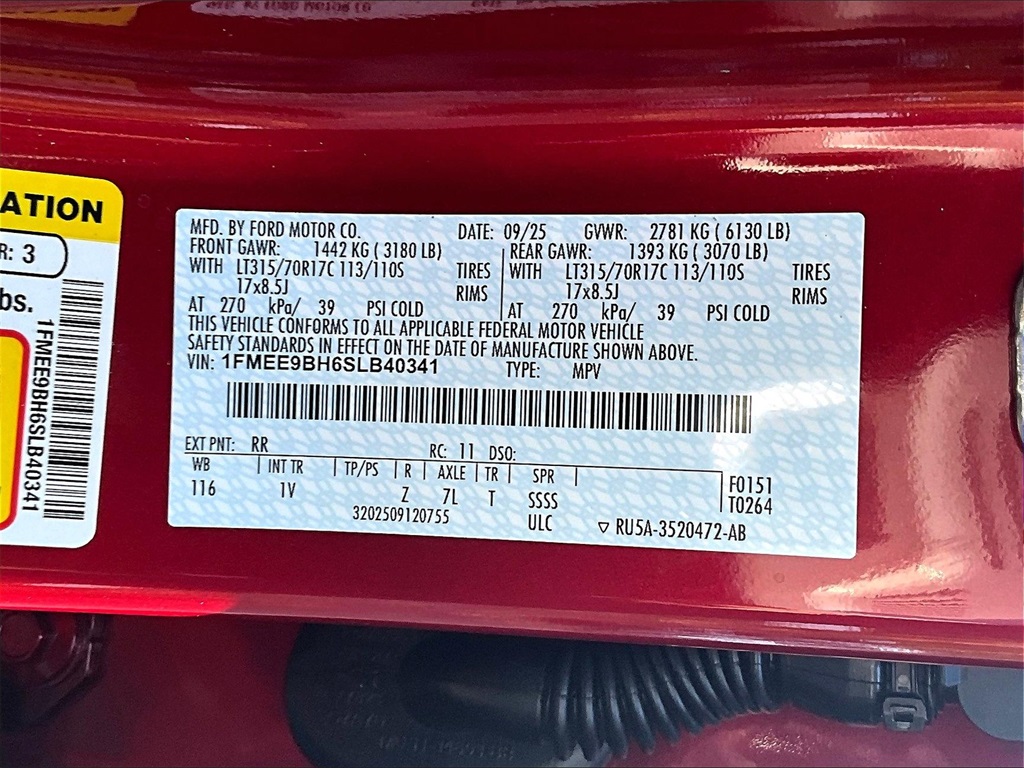 ATION
R: 3
bs.
1FMEE9BH6SLB40341
MFD. BY FORD MOTOR CO. DATE: 09/25 GVWR: 2781 KG ( 6130 LB)
FRONT GAWR: 1442 KG ( 3180 LB) REAR GAWR: 1393 KG ( 3070 LB)
WITH LT315/70R17C 113/110S TIRES WITH LT315/70R17C 113/110S TIRES
17x8.5J RIMS 17x8.5J RIMS
AT 270 kPa/ 39 PSI COLD AT 270 kPa/ 39 PSI COLD
THIS VEHICLE CONFORMS TO ALL APPLICABLE FEDERAL MOTOR VEHICLE
SAFETY STANDARDS IN EFFECT ON THE DATE OF MANUFACTURE SHOWN ABOVE.
VIN: 1FMEE9BH6SLB40341 TYPE: MPV
EXT PNT: RR RC: 11 DSO:
WB INT TR TP/PS R AXLE TR SPR
116 1V Z 7L T SSSS
F0151
T0264
3202509120755 ULC ▽ RU5A-3520472-AB